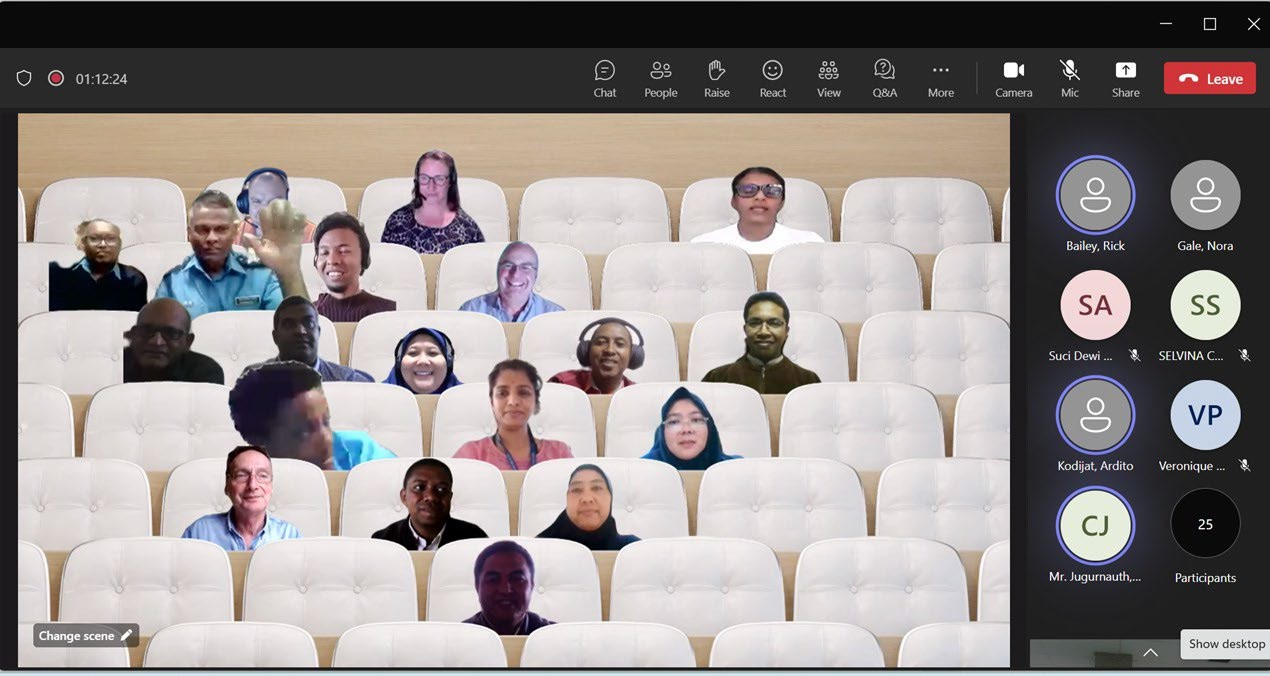 01:12:24
Chat
People
Raise
React
View
Q&A
More
Camera
Mic
Share
Leave
Bailey, Rick
Gale, Nora
SA
SS
Suci Dewi ...
SELVINA C...
VP
Kodijat, Ardito
Veronique ...
CJ
25
Mr. Jugurnauth,...
Participants
Change scene
Show desktop